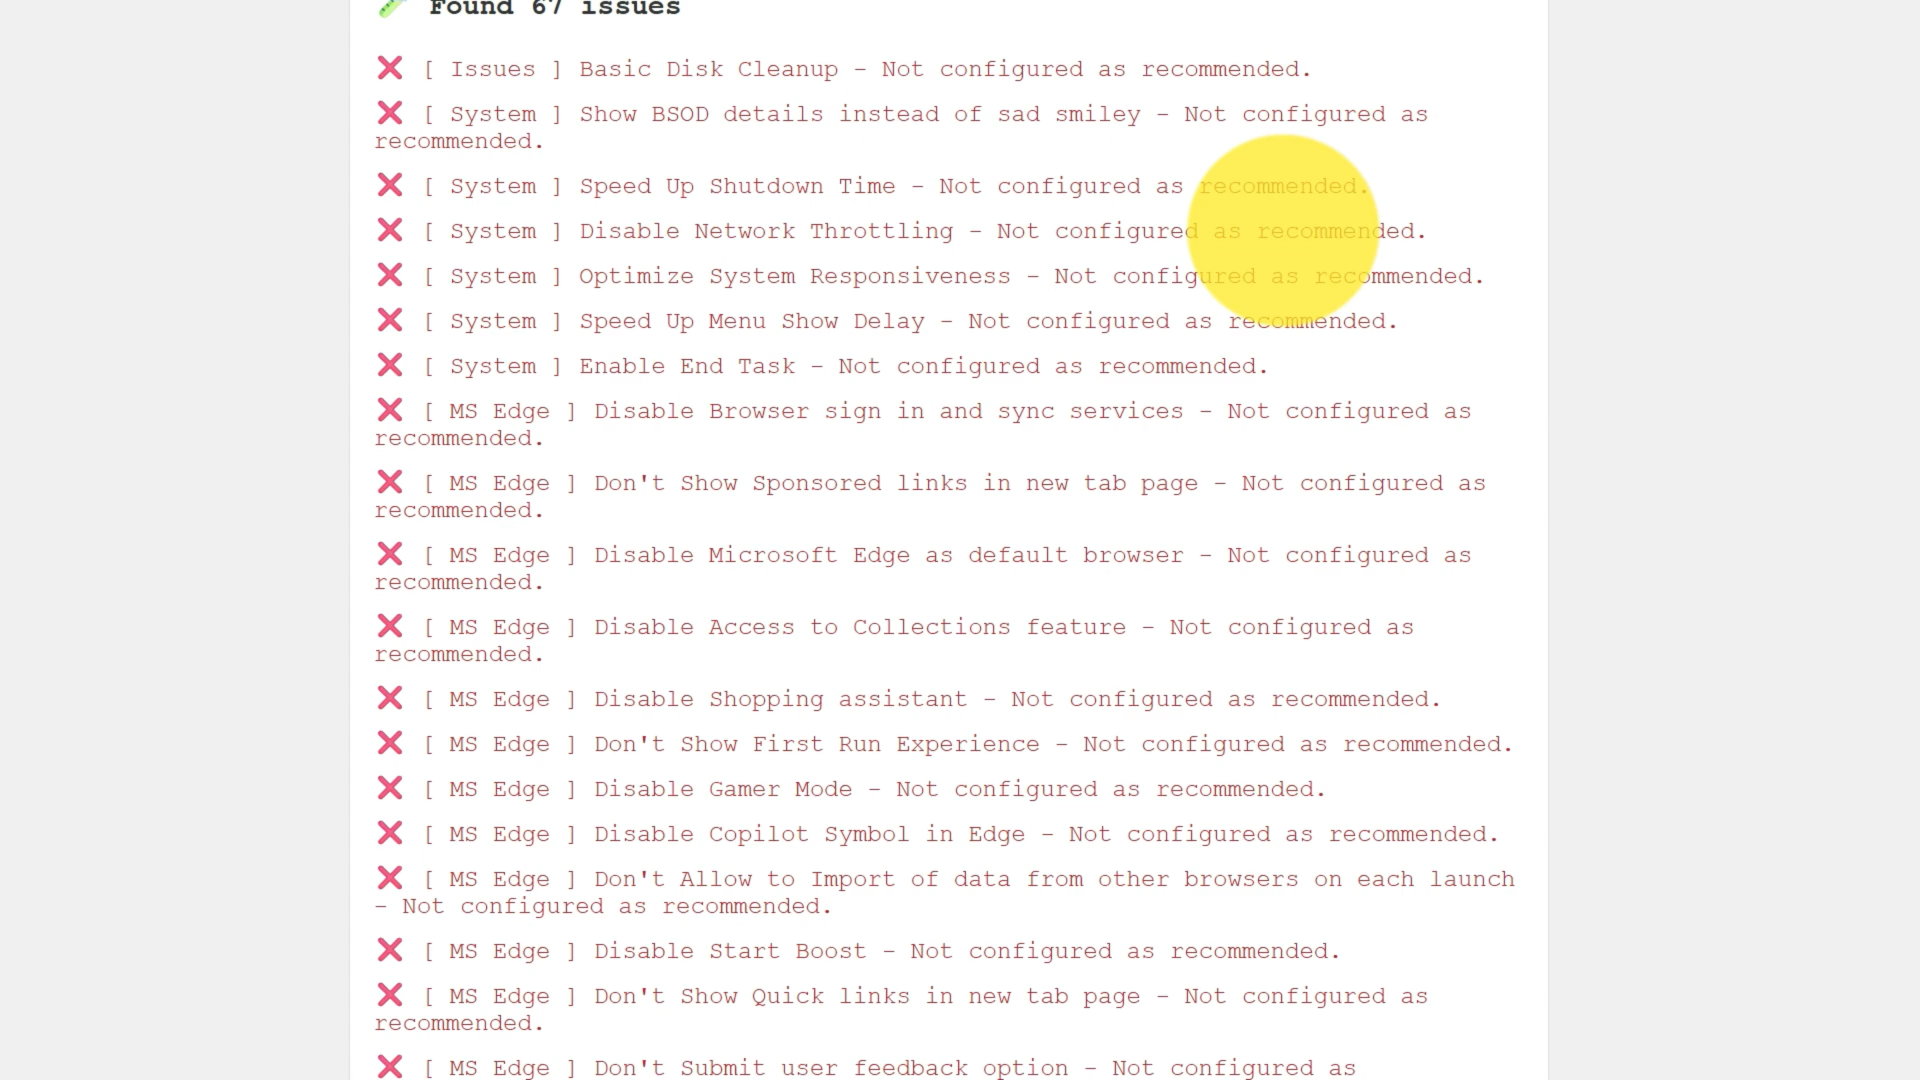 Found 67 issues
❌ [ Issues ] Basic Disk Cleanup - Not configured as recommended.
❌ [ System ] Show BSOD details instead of sad smiley - Not configured as
recommended.
❌ [ System ] Speed Up Shutdown Time - Not configured as recommended.
❌ [ System ] Disable Network Throttling - Not configured as recommended.
❌ [ System ] Optimize System Responsiveness - Not configured as recommended.
❌ [ System ] Speed Up Menu Show Delay - Not configured as recommended.
❌ [ System ] Enable End Task - Not configured as recommended.
❌ [ MS Edge ] Disable Browser sign in and sync services - Not configured as
recommended.
❌ [ MS Edge ] Don't Show Sponsored links in new tab page - Not configured as
recommended.
❌ [ MS Edge ] Disable Microsoft Edge as default browser - Not configured as
recommended.
❌ [ MS Edge ] Disable Access to Collections feature - Not configured as
recommended.
❌ [ MS Edge ] Disable Shopping assistant - Not configured as recommended.
❌ [ MS Edge ] Don't Show First Run Experience - Not configured as recommended.
❌ [ MS Edge ] Disable Gamer Mode - Not configured as recommended.
❌ [ MS Edge ] Disable Copilot Symbol in Edge - Not configured as recommended.
❌ [ MS Edge ] Don't Allow to Import of data from other browsers on each launch
- Not configured as recommended.
❌ [ MS Edge ] Disable Start Boost - Not configured as recommended.
❌ [ MS Edge ] Don't Show Quick links in new tab page - Not configured as
recommended.
❌ [ MS Edge ] Don't Submit user feedback option - Not configured as